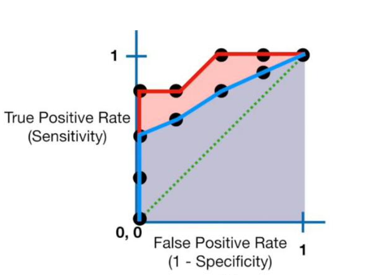 1
True Positive Rate
(Sensitivity)
0, 0
False Positive Rate
(1 - Specificity)
1